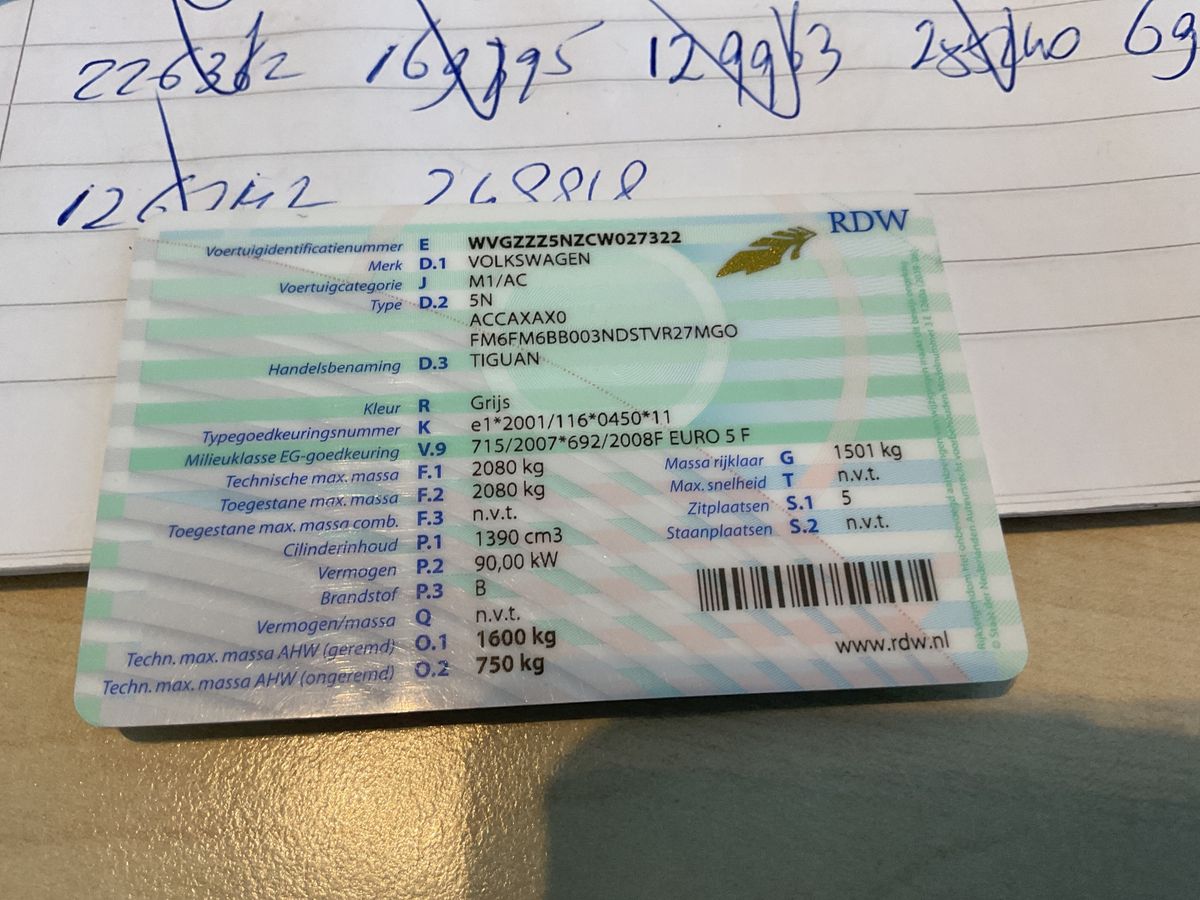 129963
RDW
Voertuigidentificatienummer E WVGZZZ5NZCW027322
Merk D.1 VOLKSWAGEN
Voertuigcategorie J M1/AC
Type D.2 5N
ACCAXAX0
FM6FM6BB003NDSTVR27MGO
Handelsbenaming D.3 TIGUAN
Kleur R Grijs
Typegoedkeuringsnummer K e1*2001/116*0450*11
Milieuklasse EG-goedkeuring V.9 715/2007*692/2008F EURO 5 F
Technische max. massa F.1 2080 kg
Toegestane max. massa F.2 2080 kg
Toegestane max. massa comb. F.3 n.v.t.
Cilinderinhoud P.1 1390 cm3
Vermogen P.2 90,00 kW
Brandstof P.3 B
Vermogen/massa Q n.v.t.
Techn. max. massa AHW (geremd) O.1 1600 kg
Techn. max. massa AHW (ongeremd) O.2 750 kg
Massa rijklaar G 1501 kg
Max. snelheid T n.v.t.
Zitplaatsen S.1 5
Staanplaatsen S.2 n.v.t.
www.rdw.nl